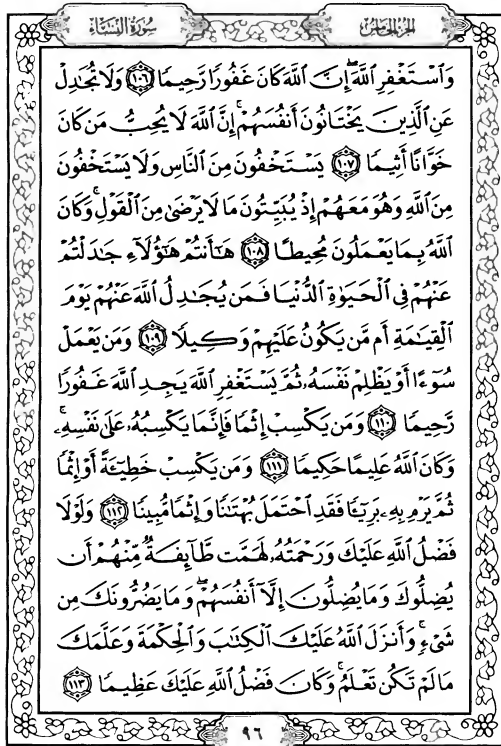 الجزء الخامس
سورة النساء
وَٱسْتَغْفِرِ ٱللَّهَ ۖ إِنَّ ٱللَّهَ كَانَ غَفُورًا رَّحِيمًا ١٠٦ وَلَا تُجَٰدِلْ
عَنِ ٱلَّذِينَ يَخْتَانُونَ أَنفُسَهُمْ ۚ إِنَّ ٱللَّهَ لَا يُحِبُّ مَن كَانَ
خَوَّانًا أَثِيمًا ١٠٧ يَسْتَخْفُونَ مِنَ ٱلنَّاسِ وَلَا يَسْتَخْفُونَ
مِنَ ٱللَّهِ وَهُوَ مَعَهُمْ إِذْ يُبَيِّتُونَ مَا لَا يَرْضَىٰ مِنَ ٱلْقَوْلِ ۚ وَكَانَ
ٱللَّهُ بِمَا يَعْمَلُونَ مُحِيطًا ١٠٨ هَٰٓأَنتُمْ هَٰٓؤُلَآءِ جَٰدَلْتُمْ
عَنْهُمْ فِى ٱلْحَيَوٰةِ ٱلدُّنْيَا فَمَن يُجَٰدِلُ ٱللَّهَ عَنْهُمْ يَوْمَ
ٱلْقِيَٰمَةِ أَم مَّن يَكُونُ عَلَيْهِمْ وَكِيلًا ١٠٩ وَمَن يَعْمَلْ
سُوٓءًا أَوْ يَظْلِمْ نَفْسَهُۥ ثُمَّ يَسْتَغْفِرِ ٱللَّهَ يَجِدِ ٱللَّهَ غَفُورًا
رَّحِيمًا ١١٠ وَمَن يَكْسِبْ إِثْمًا فَإِنَّمَا يَكْسِبُهُۥ عَلَىٰ نَفْسِهِۦ ۚ
وَكَانَ ٱللَّهُ عَلِيمًا حَكِيمًا ١١١ وَمَن يَكْسِبْ خَطِيٓـَٔةً أَوْ إِثْمًا
ثُمَّ يَرْمِ بِهِۦ بَرِيٓـًٔا فَقَدِ ٱحْتَمَلَ بُهْتَٰنًا وَإِثْمًا مُّبِينًا ١١٢ وَلَوْلَا
فَضْلُ ٱللَّهِ عَلَيْكَ وَرَحْمَتُهُۥ لَهَمَّت طَّآئِفَةٌ مِّنْهُمْ أَن
يُضِلُّوكَ وَمَا يُضِلُّونَ إِلَّآ أَنفُسَهُمْ ۖ وَمَا يَضُرُّونَكَ مِن
شَىْءٍ ۚ وَأَنزَلَ ٱللَّهُ عَلَيْكَ ٱلْكِتَٰبَ وَٱلْحِكْمَةَ وَعَلَّمَكَ
مَا لَمْ تَكُن تَعْلَمُ ۚ وَكَانَ فَضْلُ ٱللَّهِ عَلَيْكَ عَظِيمًا ١١٣
٩٦